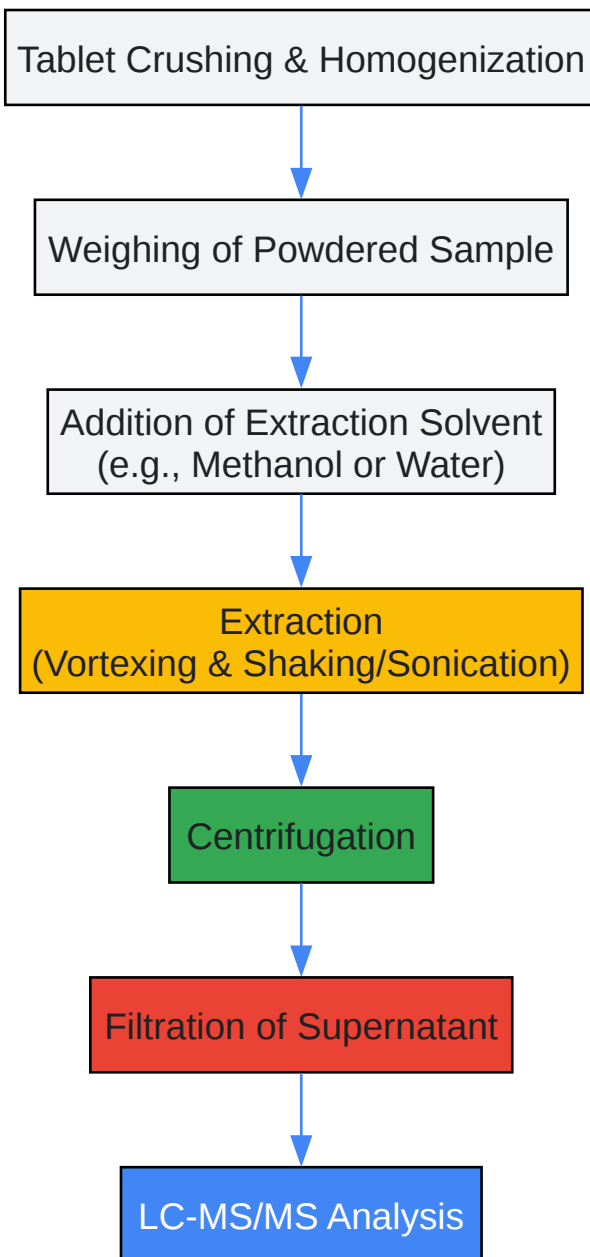 Tablet Crushing & Homogenization
Weighing of Powdered Sample
Addition of Extraction Solvent
(e.g., Methanol or Water)
Extraction
(Vortexing & Shaking/Sonication)
Centrifugation
Filtration of Supernatant
LC-MS/MS Analysis